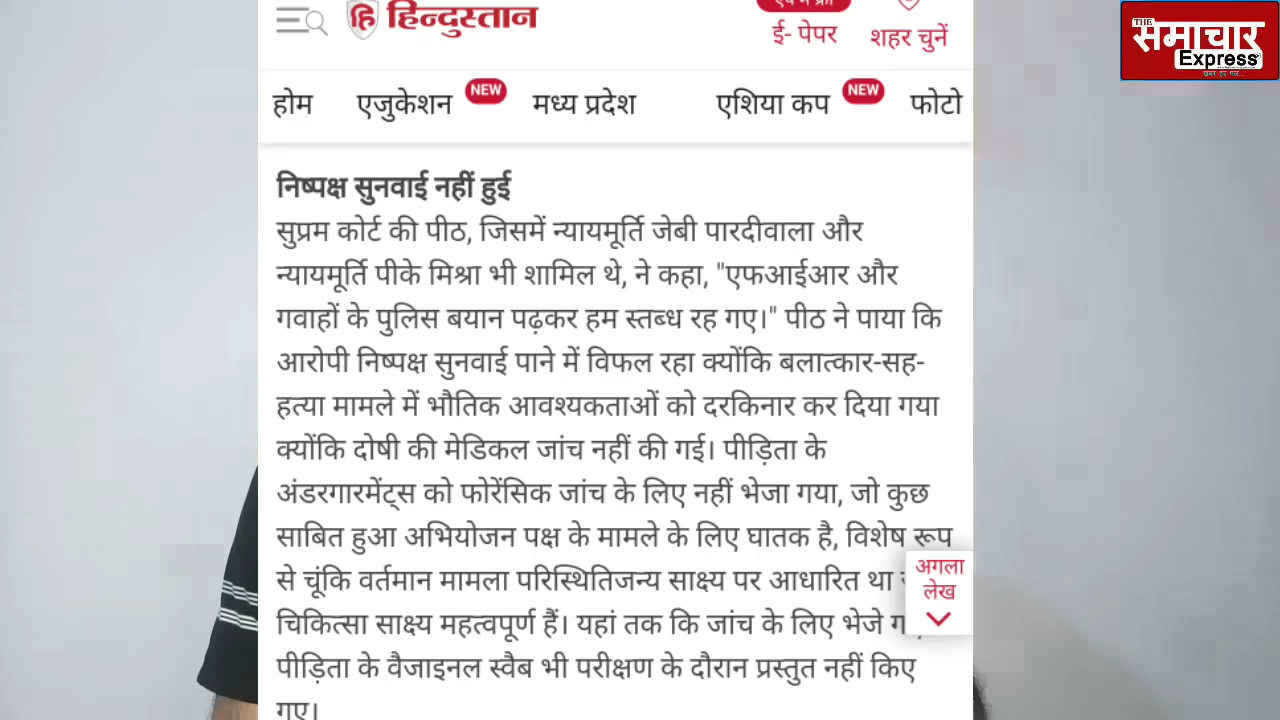 हि हिन्दुस्तान
ई- पेपर
शहर चुनें
THE
समाचार
Express
होम एजुकेशन NEW मध्य प्रदेश एशिया कप NEW फोटो
निष्पक्ष सुनवाई नहीं हुई
सुप्रम कोर्ट की पीठ, जिसमें न्यायमूर्ति जेबी पारदीवाला और
न्यायमूर्ति पीके मिश्रा भी शामिल थे, ने कहा, "एफआईआर और
गवाहों के पुलिस बयान पढ़कर हम स्तब्ध रह गए।" पीठ ने पाया कि
आरोपी निष्पक्ष सुनवाई पाने में विफल रहा क्योंकि बलात्कार-सह-
हत्या मामले में भौतिक आवश्यकताओं को दरकिनार कर दिया गया
क्योंकि दोषी की मेडिकल जांच नहीं की गई। पीड़िता के
अंडरगारमेंट्स को फोरेंसिक जांच के लिए नहीं भेजा गया, जो कुछ
साबित हुआ अभियोजन पक्ष के मामले के लिए घातक है, विशेष रूप
से चूंकि वर्तमान मामला परिस्थितिजन्य साक्ष्य पर आधारित था
चिकित्सा साक्ष्य महत्वपूर्ण हैं। यहां तक कि जांच के लिए भेजे
पीड़िता के वैजाइनल स्वैब भी परीक्षण के दौरान प्रस्तुत नहीं किए
गए।
अगला
लेख